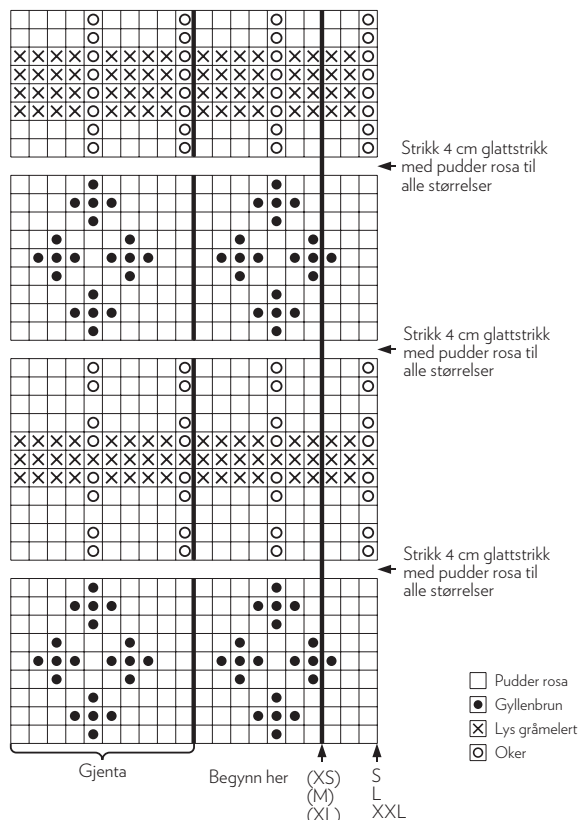 Strikk 4 cm glattstrikk
med pudder rosa til
alle størrelser
Strikk 4 cm glattstrikk
med pudder rosa til
alle størrelser
Strikk 4 cm glattstrikk
med pudder rosa til
alle størrelser
Pudder rosa
Gyllenbrun
Lys gråmelert
Oker
Gjenta
Begynn her
(XS)
(M)
(XL)
S
L
XXL